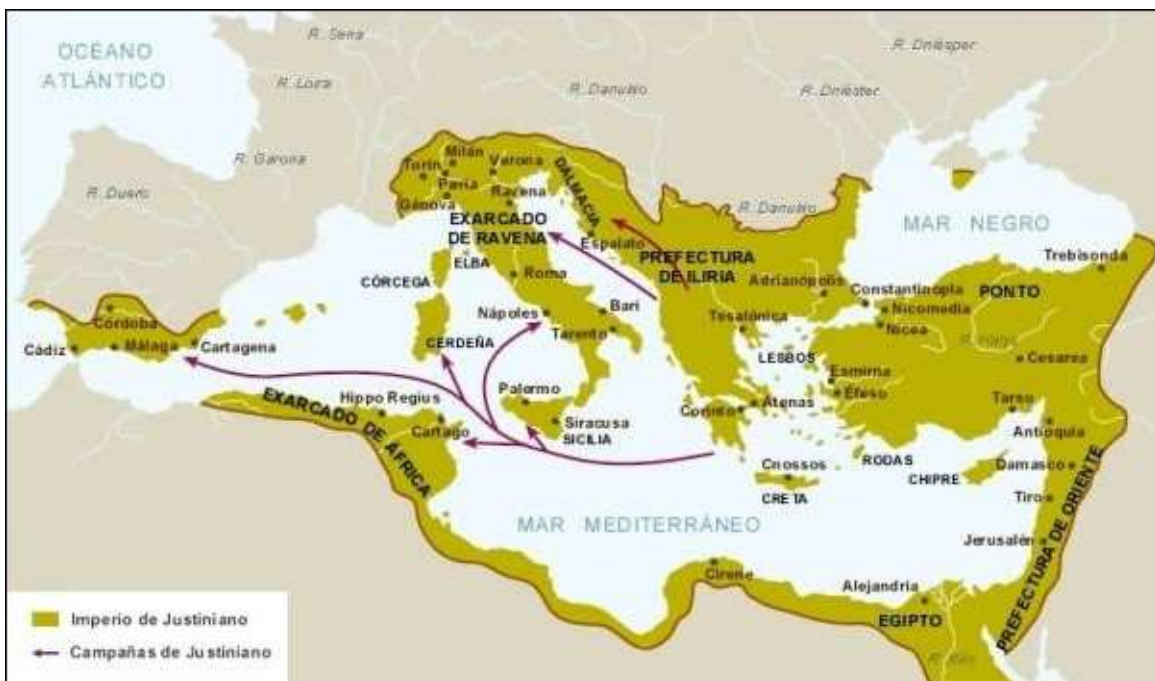 OCÉANO
ATLÁNTICO
R. Loira
R. Garona
R. Duero
R. Danubio
R. Dniéster
R. Dniésper
R. Danubio
MAR NEGRO
Milán
Verona
Torín
Pavía
Ravena
Génova
DALMACIA
EXARCADO
DE RAVENA
Espalato
PREFECTURA
DE ILIRIA
ELBA
CÓRCEGA
Roma
Adrianópolis
Constantinopla
PONTO
Trebisonda
Nicomedia
Nicea
Nápoles
Bari
Tarento
Tesalónica
CERDEÑA
LESBOS
Cesarea
Córdoba
Cádiz
Málaga
Cartagena
Esmirna
Éfeso
Palermo
Atenas
Corinto
Tarso
Hippo Regius
Siracusa
SICILIA
Cartago
EXARCADO DE ÁFRICA
Antioquía
RODAS
Cnossos
CRETA
CHIPRE
Damasco
Tiro
MAR MEDITERRÁNEO
Jerusalén
PREFECTURA DE ORIENTE
Cirene
Alejandría
EGIPTO
Imperio de Justiniano
Campañas de Justiniano